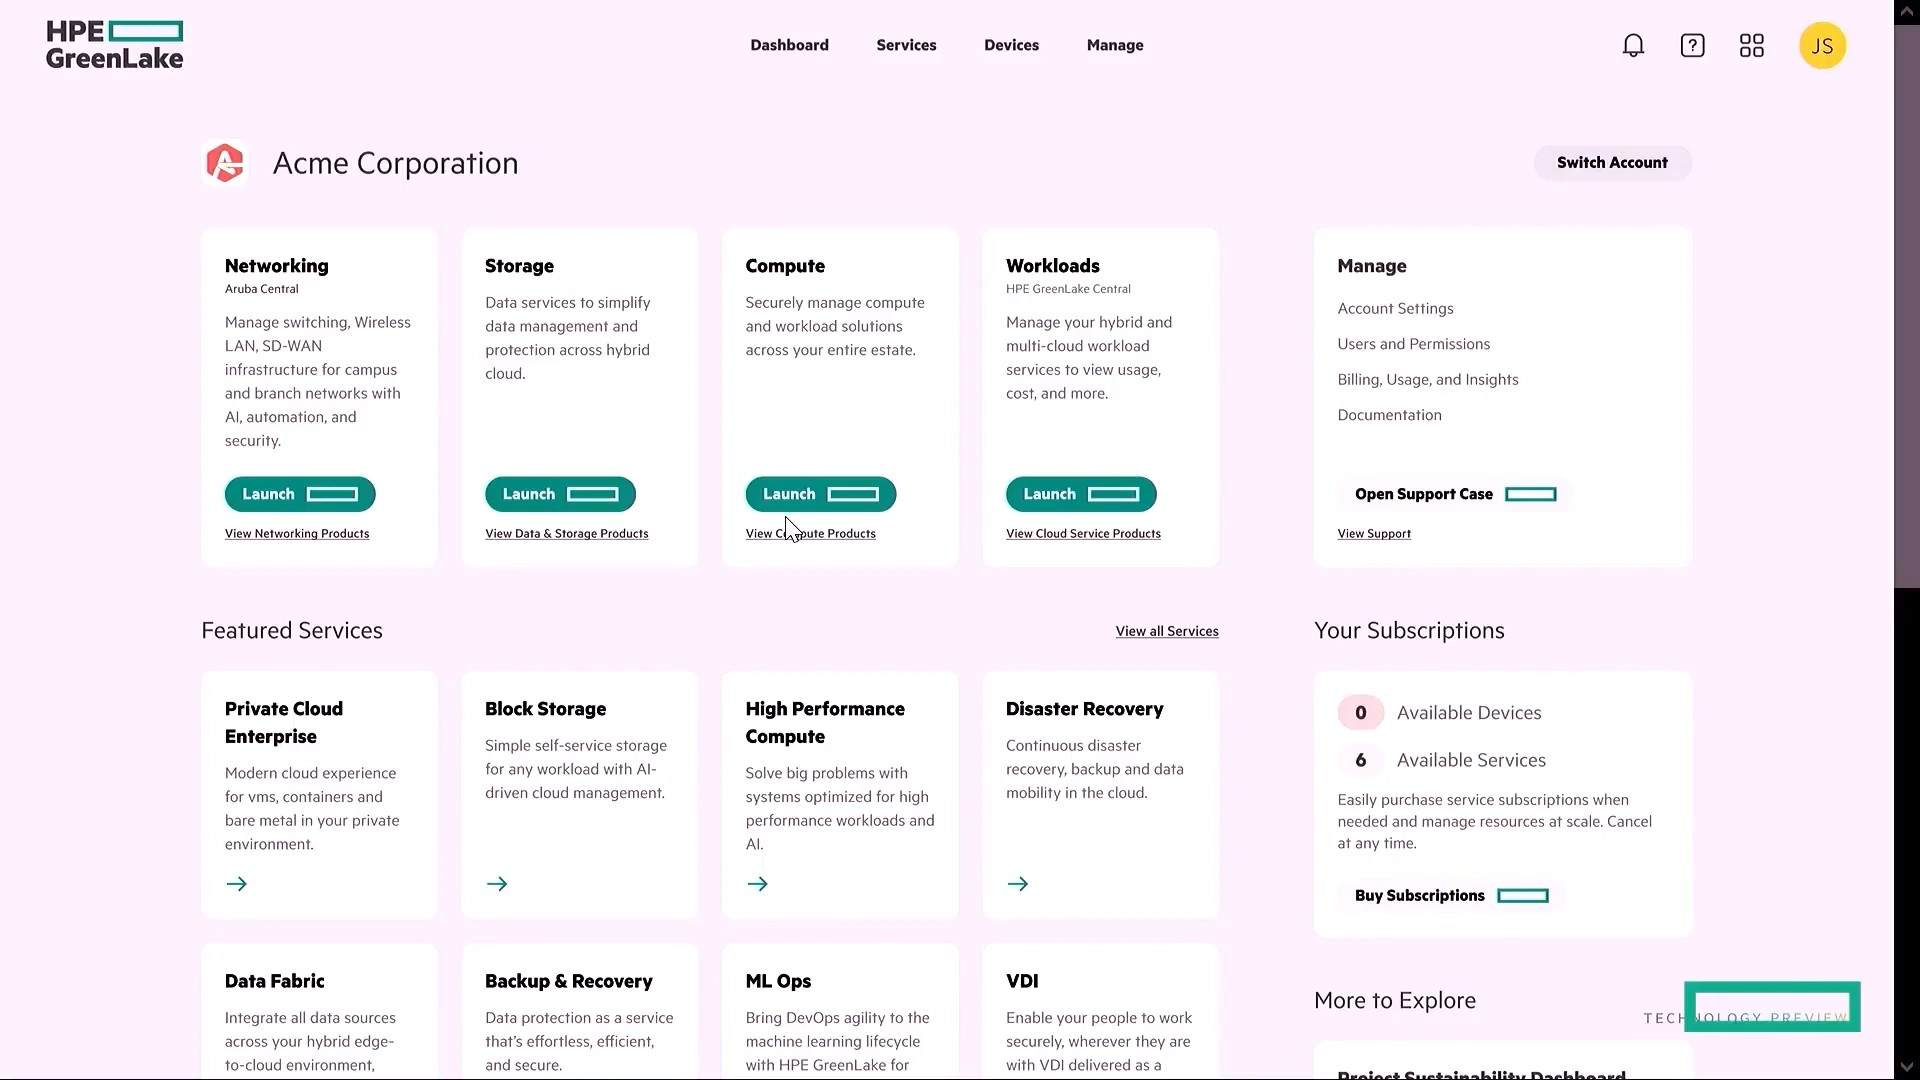 HPE
GreenLake
Dashboard
Services
Devices
Manage
JS
Acme Corporation
Switch Account
Networking
Aruba Central
Manage switching, Wireless
LAN, SD-WAN
infrastructure for campus
and branch networks with
AI, automation, and
security.
Launch
View Networking Products
Storage
Data services to simplify
data management and
protection across hybrid
cloud.
Launch
View Data & Storage Products
Compute
Securely manage compute
and workload solutions
across your entire estate.
Launch
View Compute Products
Workloads
HPE GreenLake Central
Manage your hybrid and
multi-cloud workload
services to view usage,
cost, and more.
Launch
View Cloud Service Products
Manage
Account Settings
Users and Permissions
Billing, Usage, and Insights
Documentation
Open Support Case
View Support
Featured Services
View all Services
Private Cloud
Enterprise
Modern cloud experience
for vms, containers and
bare metal in your private
environment.
Block Storage
Simple self-service storage
for any workload with AI-
driven cloud management.
High Performance
Compute
Solve big problems with
systems optimized for high
performance workloads and
AI.
Disaster Recovery
Continuous disaster
recovery, backup and data
mobility in the cloud.
Your Subscriptions
0 Available Devices
6 Available Services
Easily purchase service subscriptions when
needed and manage resources at scale. Cancel
at any time.
Buy Subscriptions
Data Fabric
Integrate all data sources
across your hybrid edge-
to-cloud environment,
Backup & Recovery
Data protection as a service
that's effortless, efficient,
and secure.
ML Ops
Bring DevOps agility to the
machine learning lifecycle
with HPE GreenLake for
VDI
Enable your people to work
securely, wherever they are
with VDI delivered as a
More to Explore
TECHNOLOGY PREVIEW
Project Sustainability Dashboard